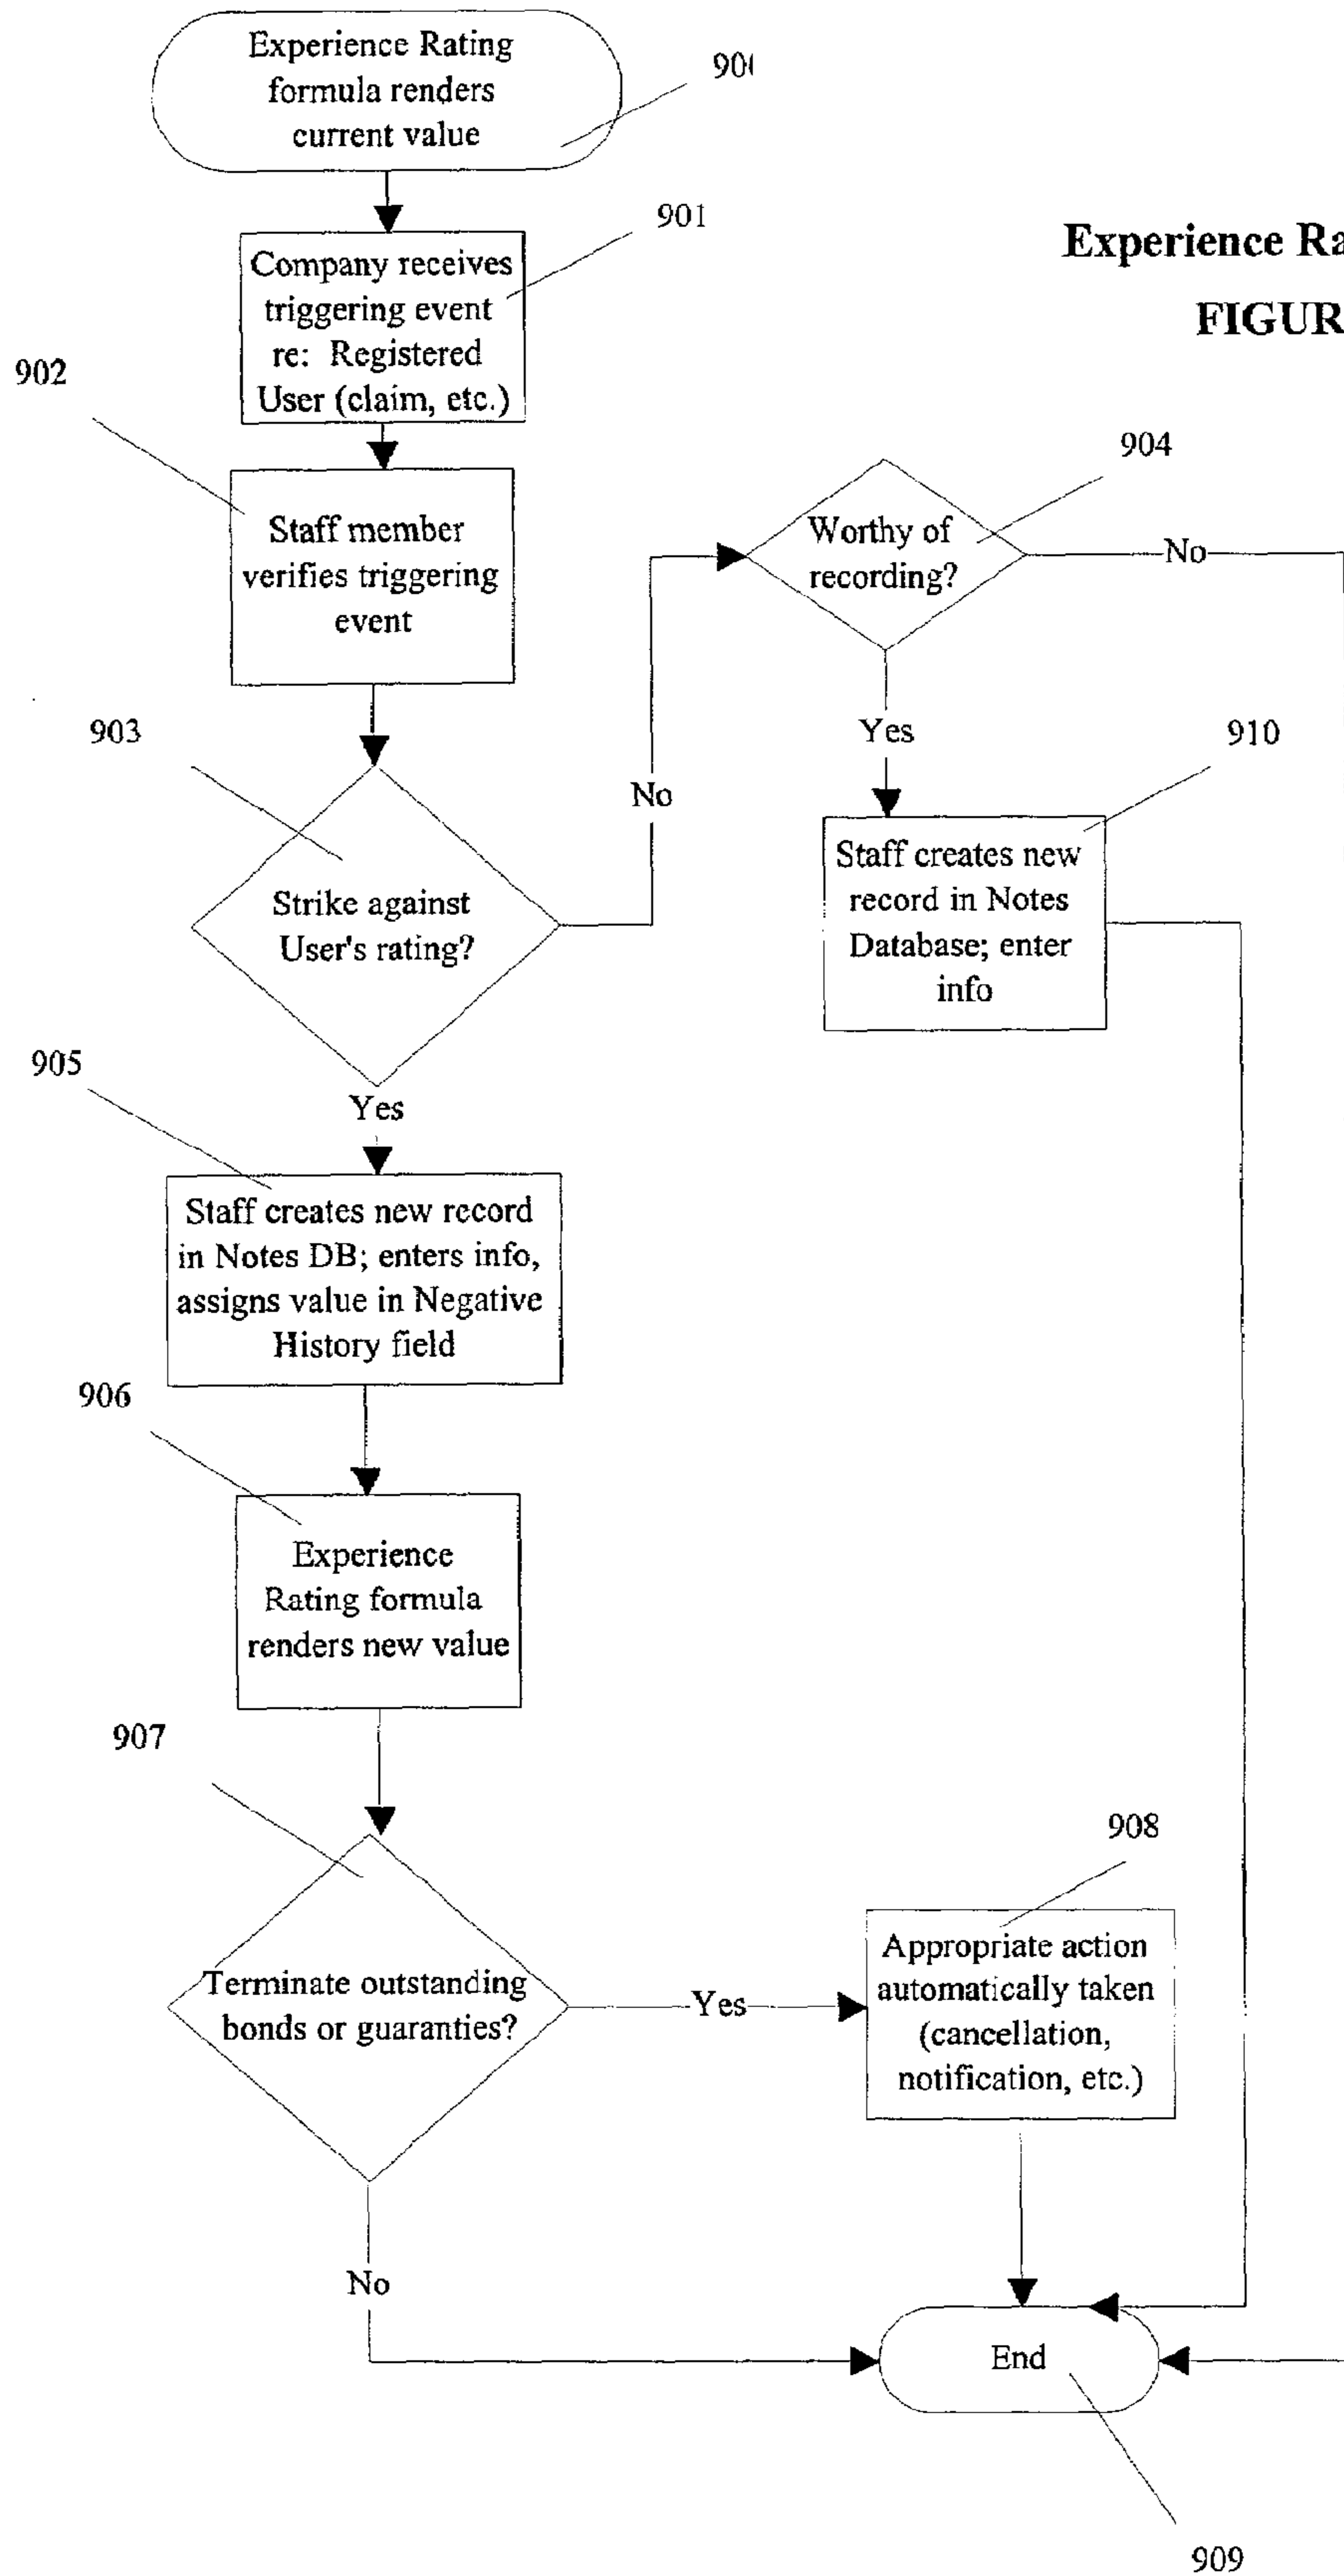 Experience Rating
formula renders
current value
901
Company receives
triggering event
re: Registered
User (claim, etc.)
Experience
FIGUR
902
Staff member
verifies triggering
event
904
Worthy of
recording?
No
903
Strike against
User's rating?
No
Yes
910
Staff creates new
record in Notes
Database; enter
info
Yes
905
Staff creates new record
in Notes DB; enters info,
assigns value in Negative
History field
906
Experience
Rating formula
renders new value
907
Terminate outstanding
bonds or guaranties?
Yes
908
Appropriate action
automatically taken
(cancellation,
notification, etc.)
No
End
909